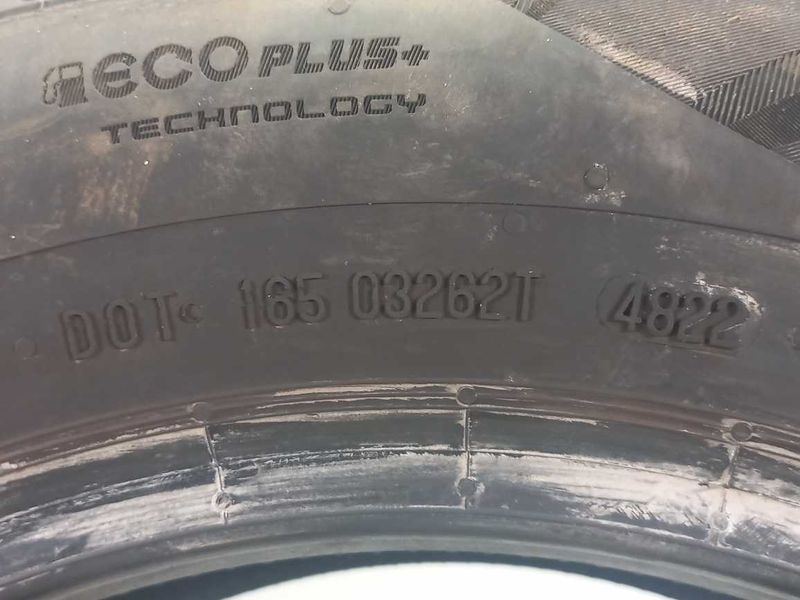 ECOPLUS+
TECHNOLOGY
DOT 165 03262T 4822